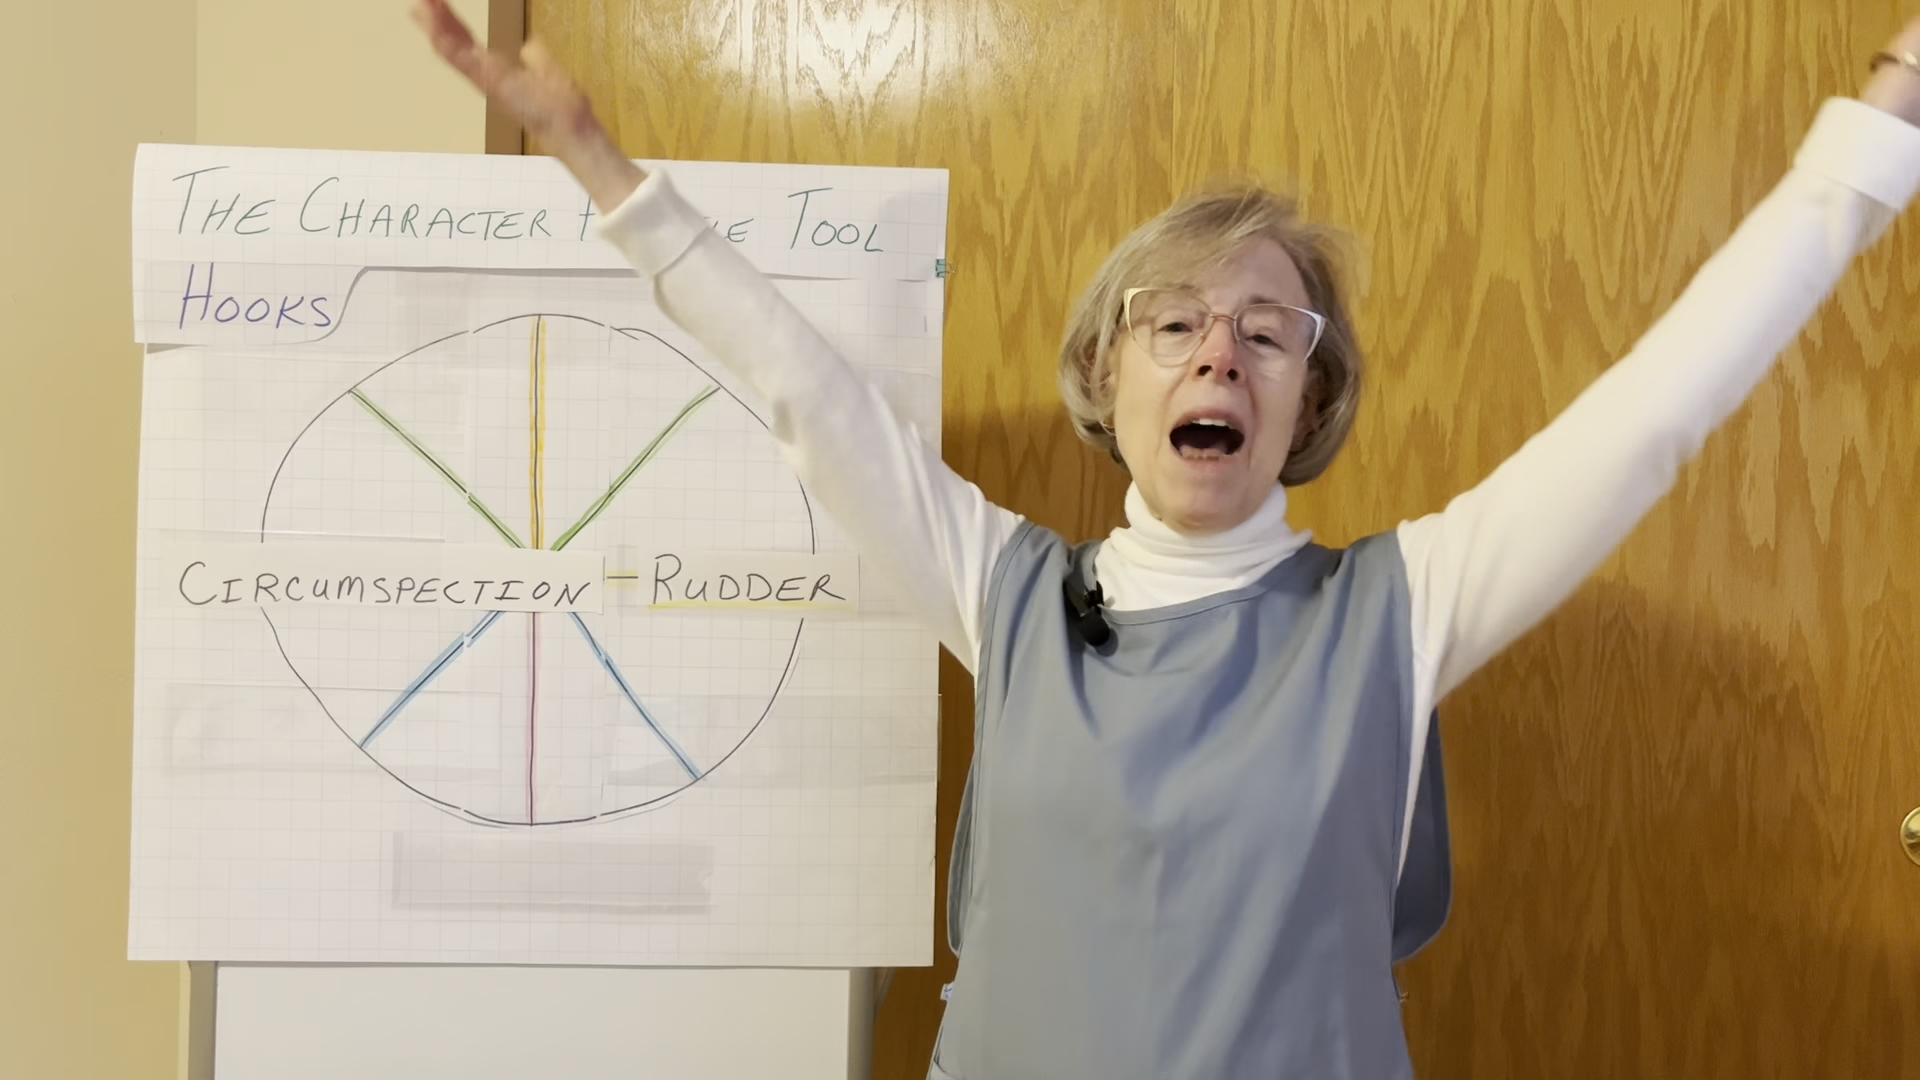 THE CHARACTER TOOL
HOOKS
CIRCUMSPECTION – RUDDER